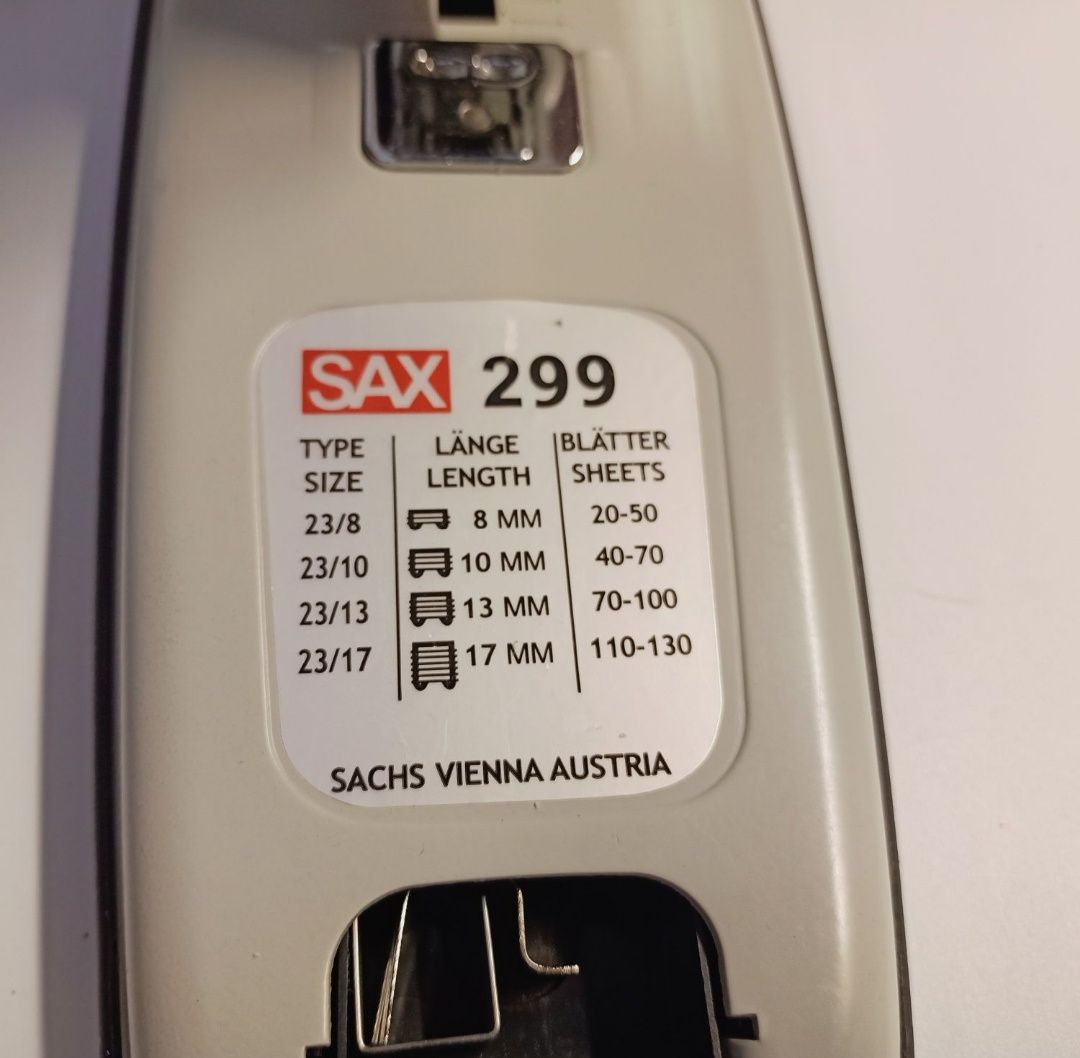 SAX 299
TYPE LÄNGE BLÄTTER
SIZE LENGTH SHEETS
23/8 8 MM 20-50
23/10 10 MM 40-70
23/13 13 MM 70-100
23/17 17 MM 110-130
SACHS VIENNA AUSTRIA